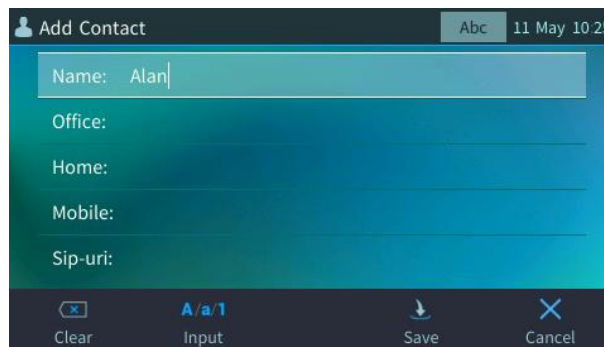 Add Contact Abc 11 May 10:2
Name: Alan
Office:
Home:
Mobile:
Sip-uri:
A/a/1
Clear Input Save Cancel